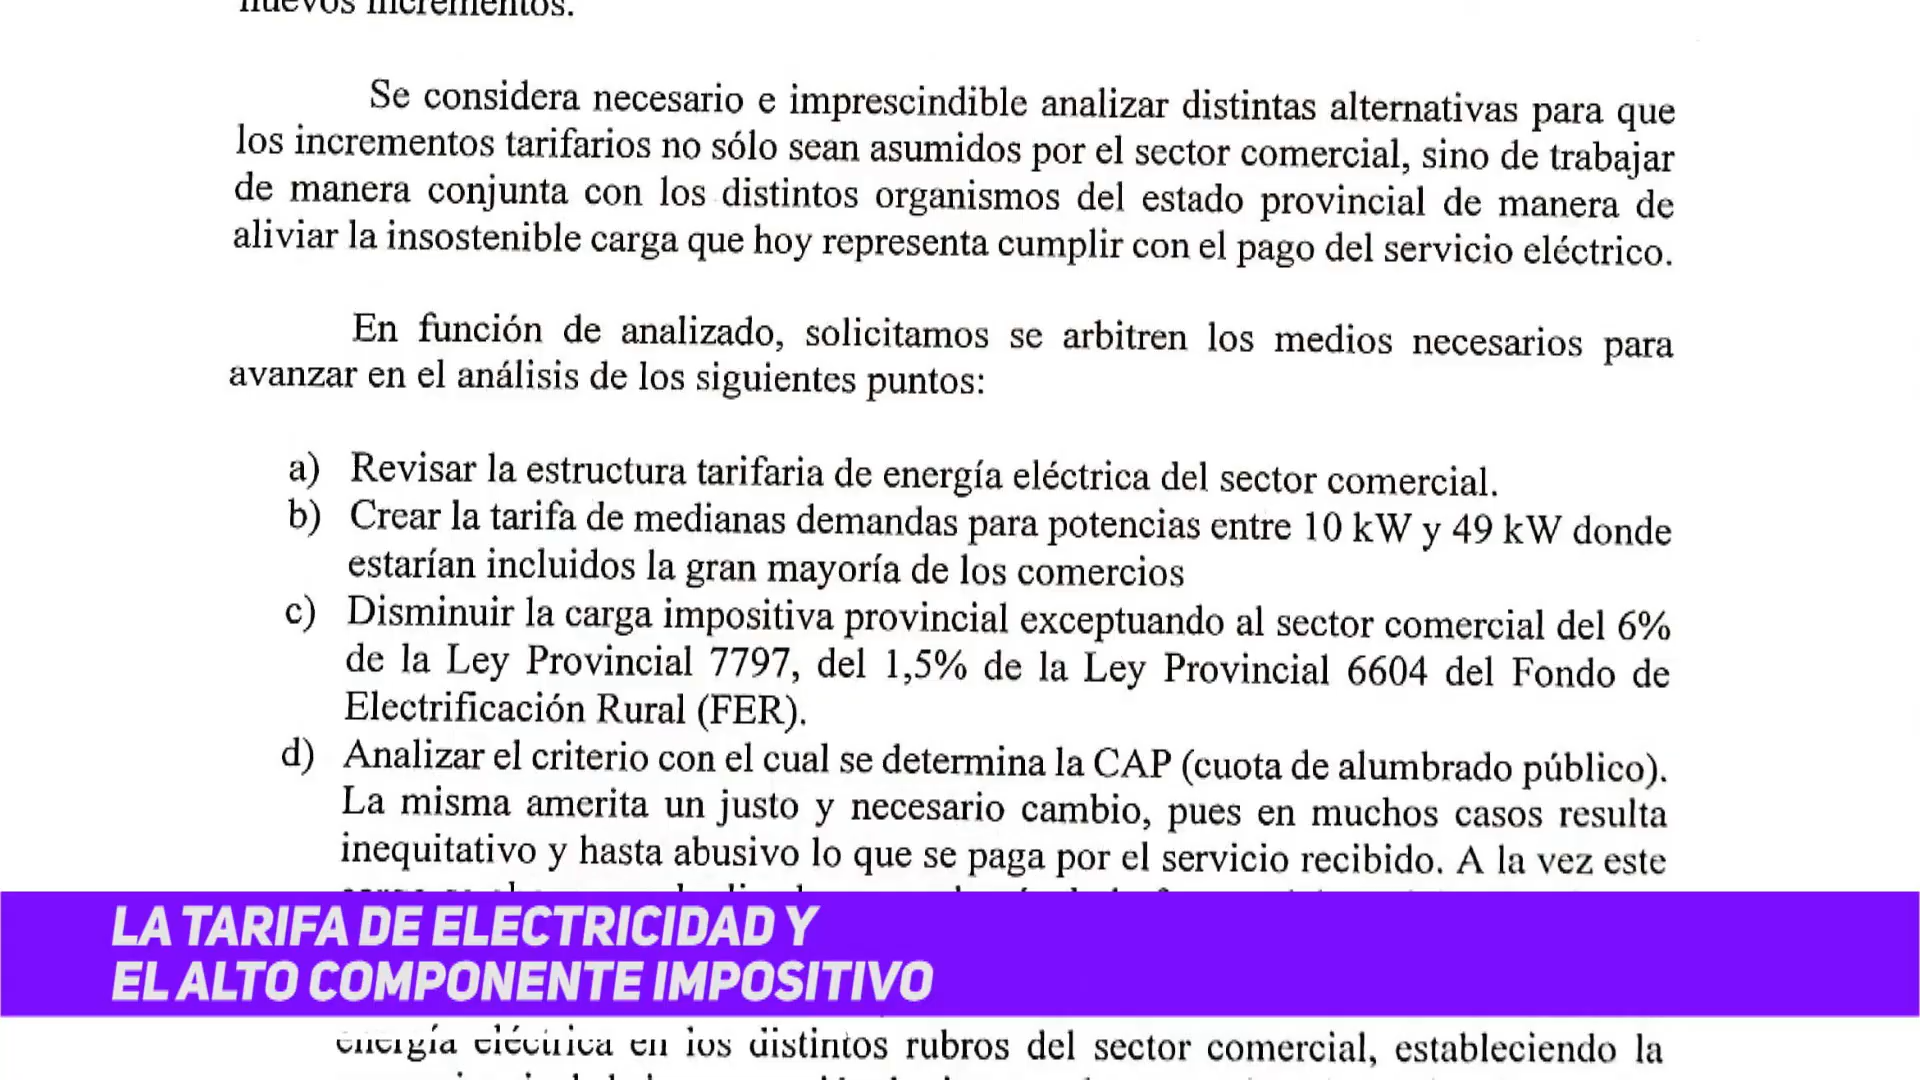 nuevos incrementos.
Se considera necesario e imprescindible analizar distintas alternativas para que
los incrementos tarifarios no sólo sean asumidos por el sector comercial, sino de trabajar
de manera conjunta con los distintos organismos del estado provincial de manera de
aliviar la insostenible carga que hoy representa cumplir con el pago del servicio eléctrico.
En función de analizado, solicitamos se arbitren los medios necesarios para
avanzar en el análisis de los siguientes puntos:
a) Revisar la estructura tarifaria de energía eléctrica del sector comercial.
b) Crear la tarifa de medianas demandas para potencias entre 10 kW y 49 kW donde
estarían incluidos la gran mayoría de los comercios
c) Disminuir la carga impositiva provincial exceptuando al sector comercial del 6%
de la Ley Provincial 7797, del 1,5% de la Ley Provincial 6604 del Fondo de
Electrificación Rural (FER).
d) Analizar el criterio con el cual se determina la CAP (cuota de alumbrado público).
La misma amerita un justo y necesario cambio, pues en muchos casos resulta
inequitativo y hasta abusivo lo que se paga por el servicio recibido. A la vez este
LA TARIFA DE ELECTRICIDAD Y
EL ALTO COMPONENTE IMPOSITIVO
energía eléctrica en los distintos rubros del sector comercial, estableciendo la